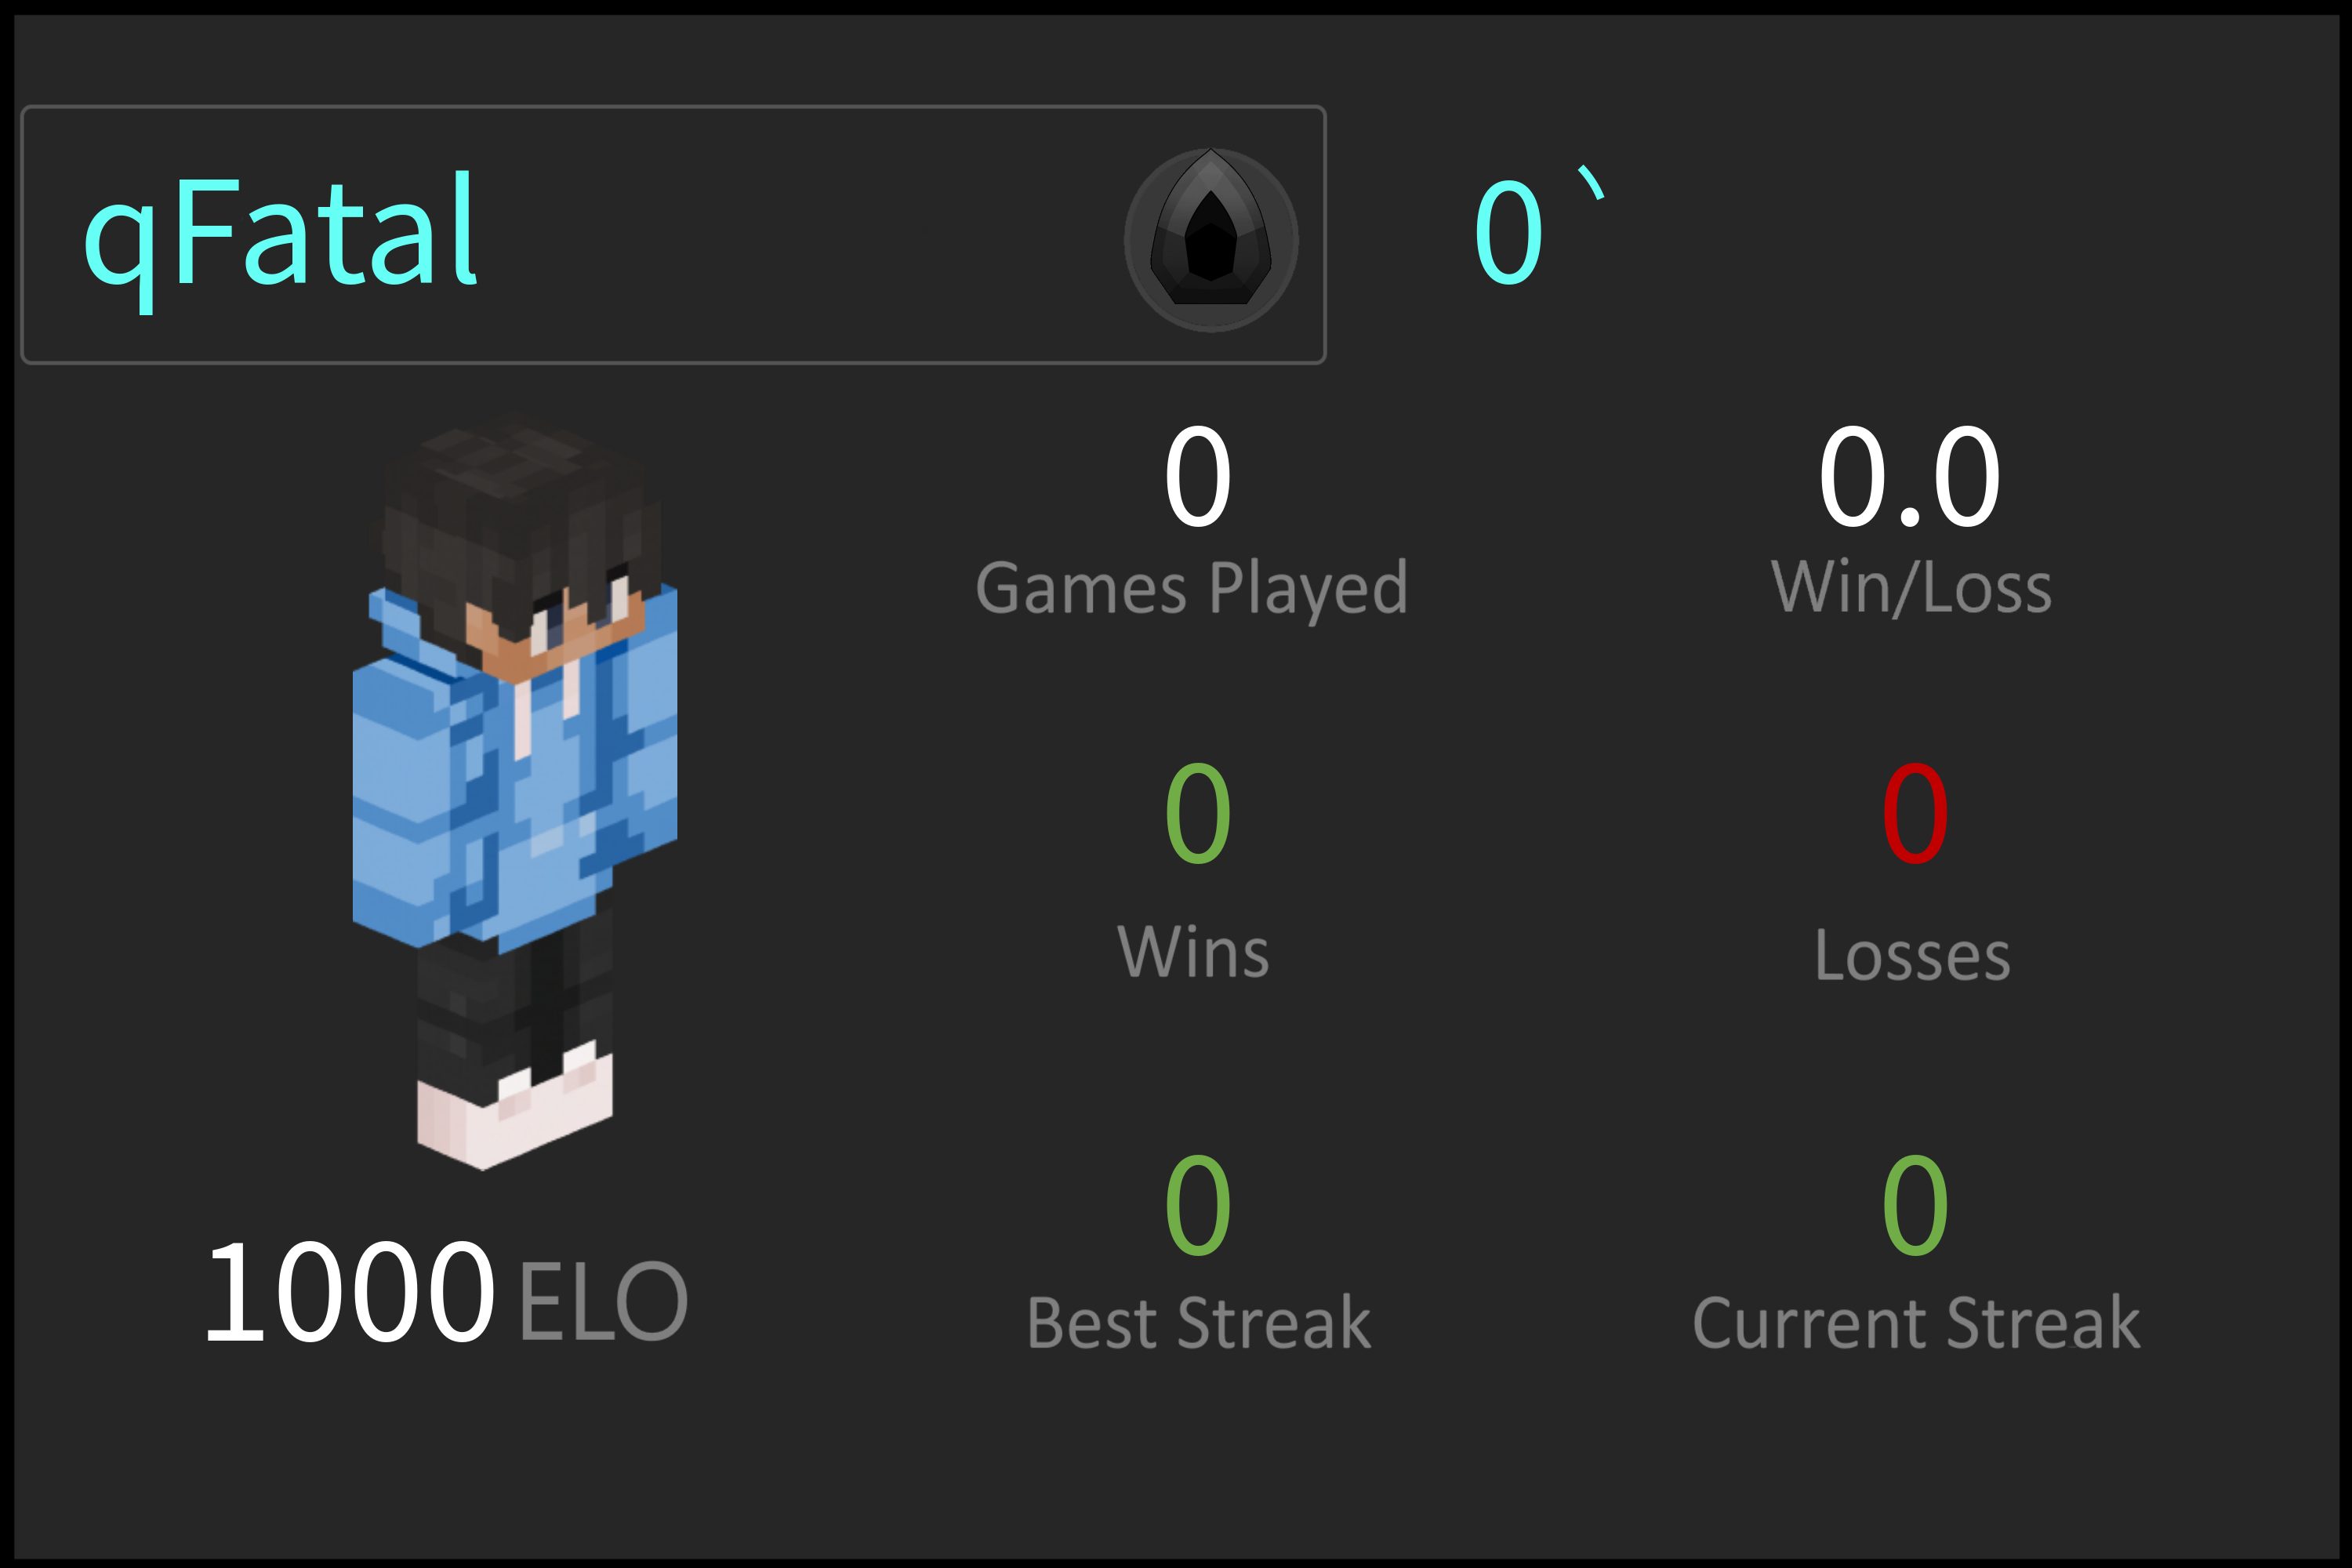 qFatal 0`
0 0.0
Games Played Win/Loss
0 0
Wins Losses
0 0
1000 ELO
Best Streak Current Streak